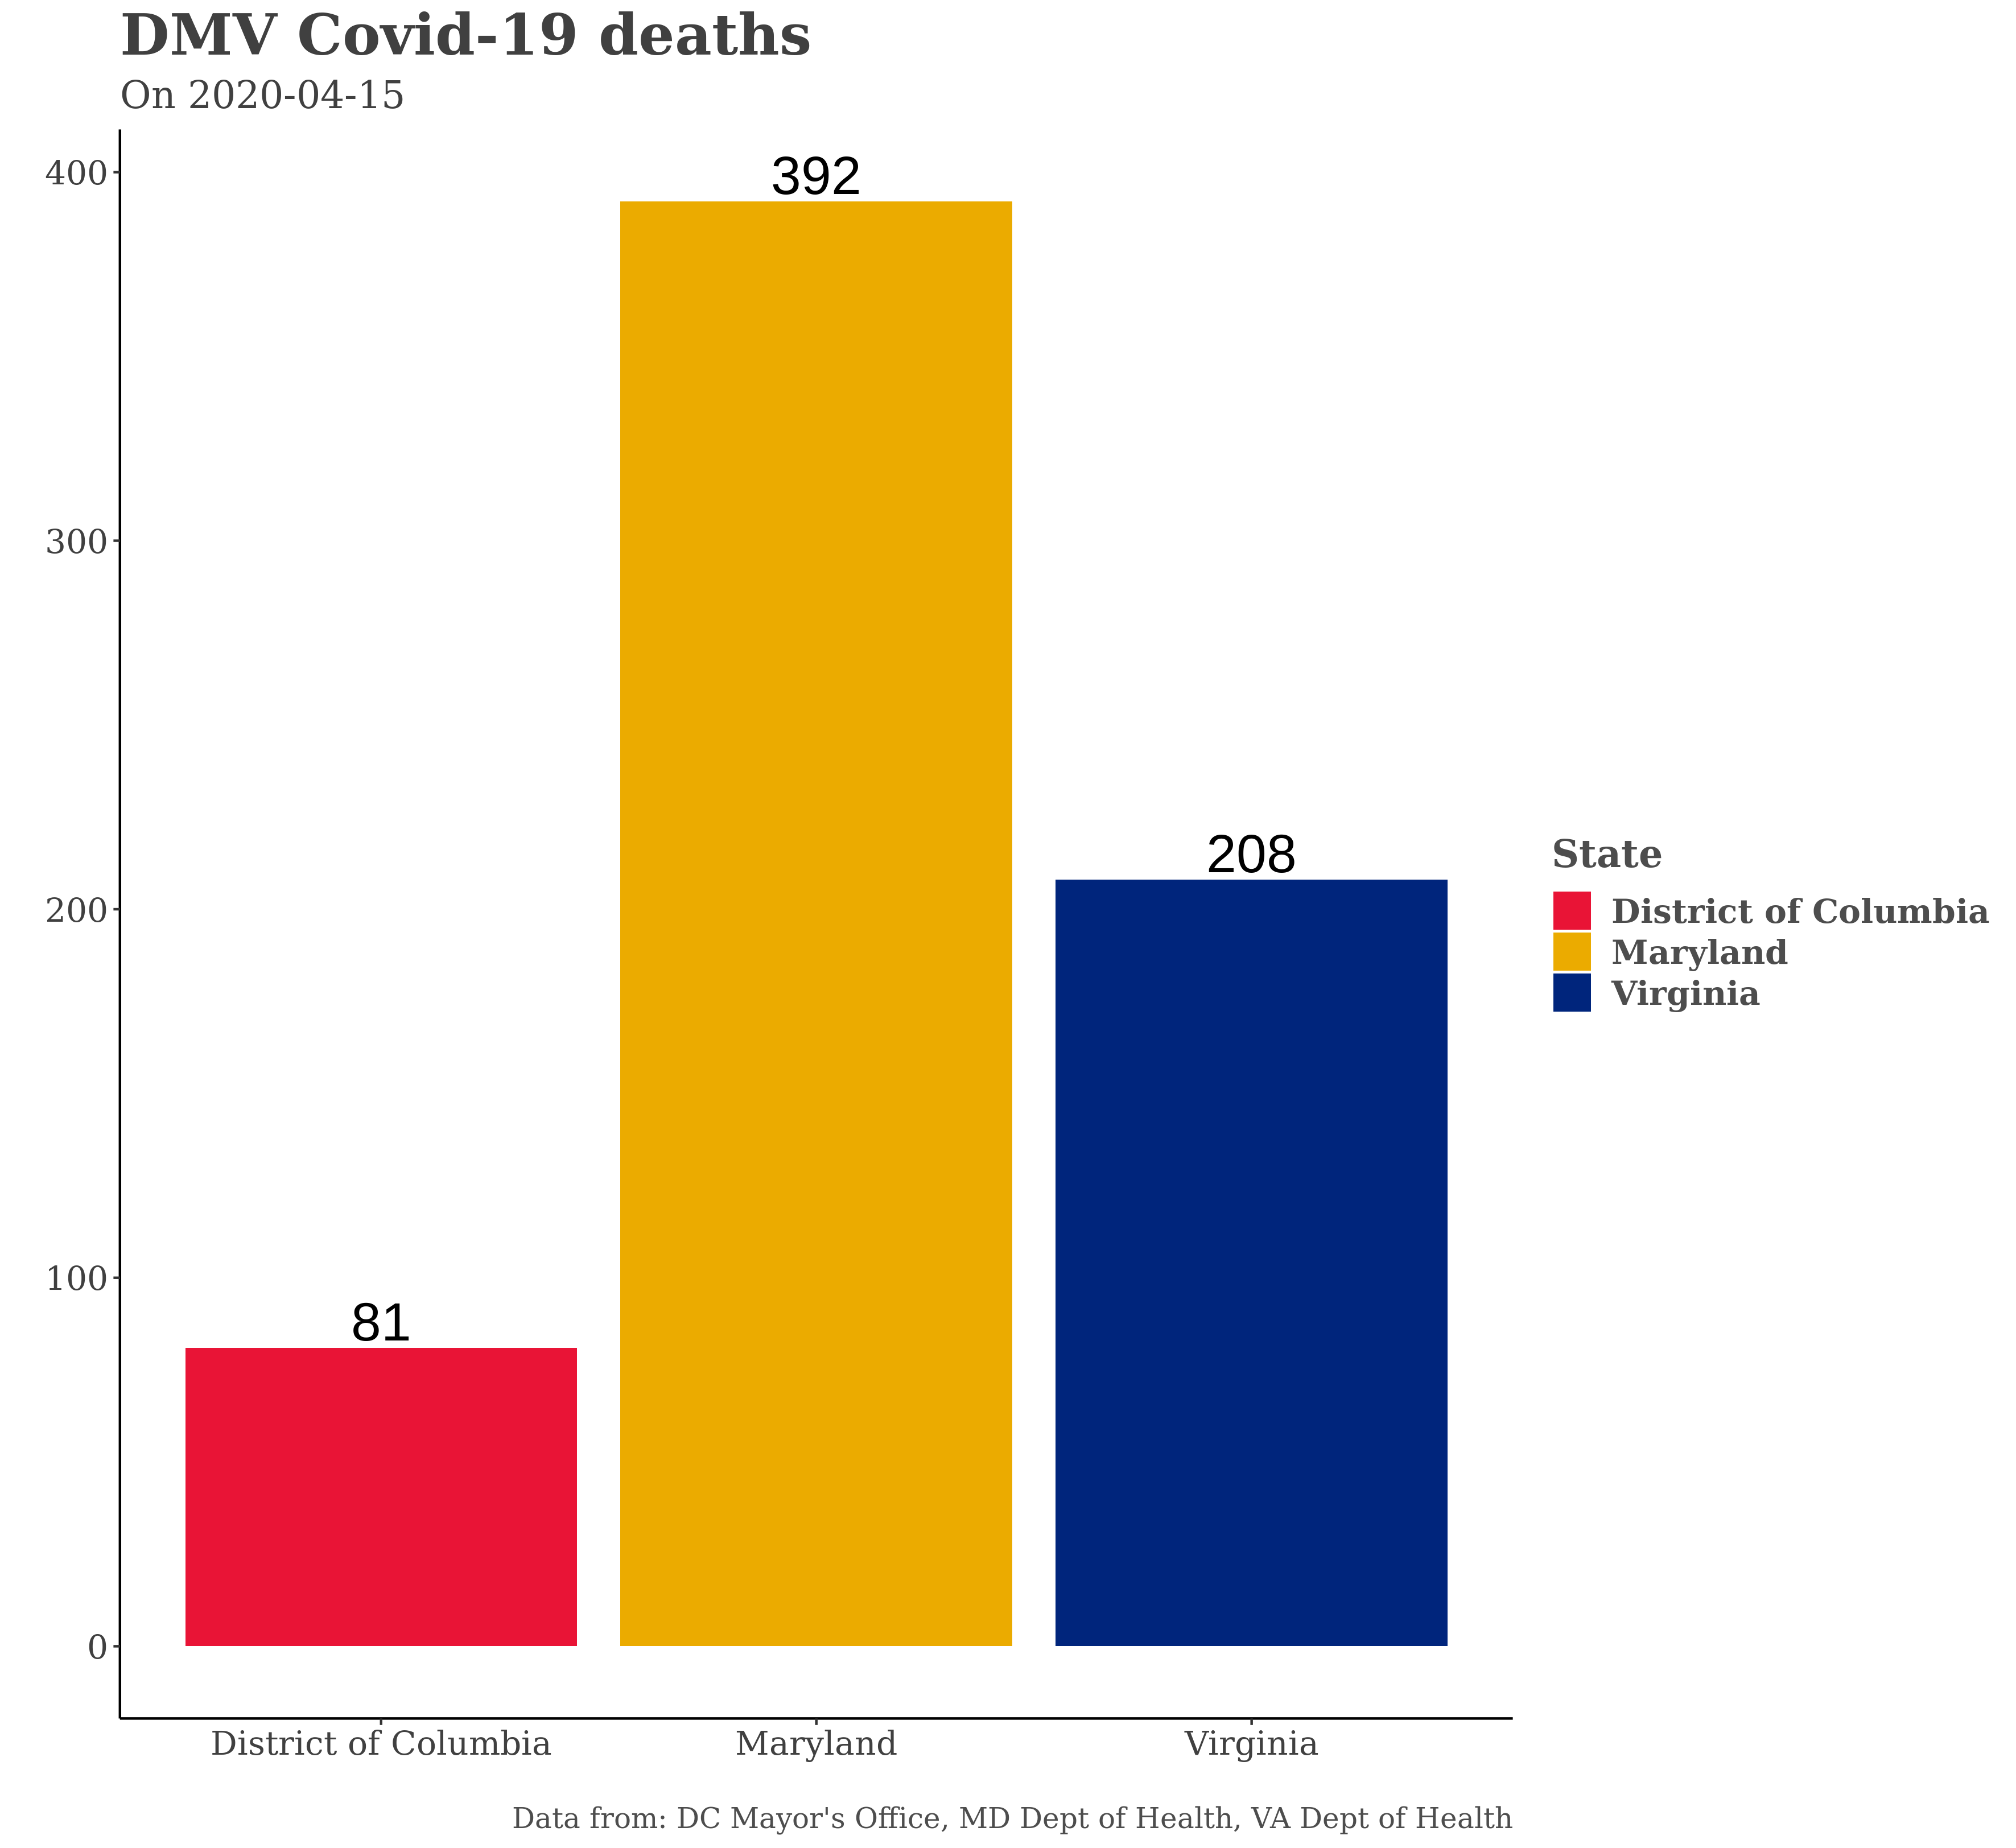 DMV Covid-19 deaths
On 2020-04-15
400
300
200
100
0
81
392
208
District of Columbia
Maryland
Virginia
State
District of Columbia
Maryland
Virginia
Data from: DC Mayor's Office, MD Dept of Health, VA Dept of Health